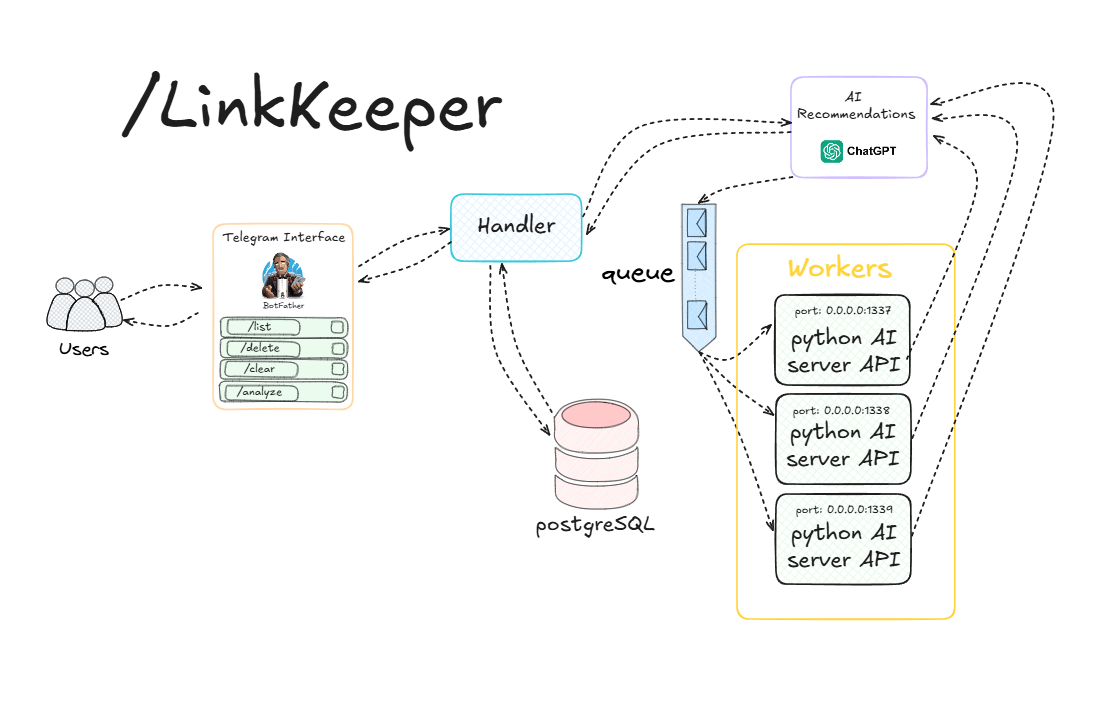 /LinkKeeper
AI
Recommendations
ChatGPT
Handler
Telegram Interface
BotFather
/list
/delete
/clear
/analyze
Users
queue
Workers
port: 0.0.0.0:1337
python AI
server API
port: 0.0.0.0:1338
python AI
server API
port: 0.0.0.0:1339
python AI
server API
postgreSQL